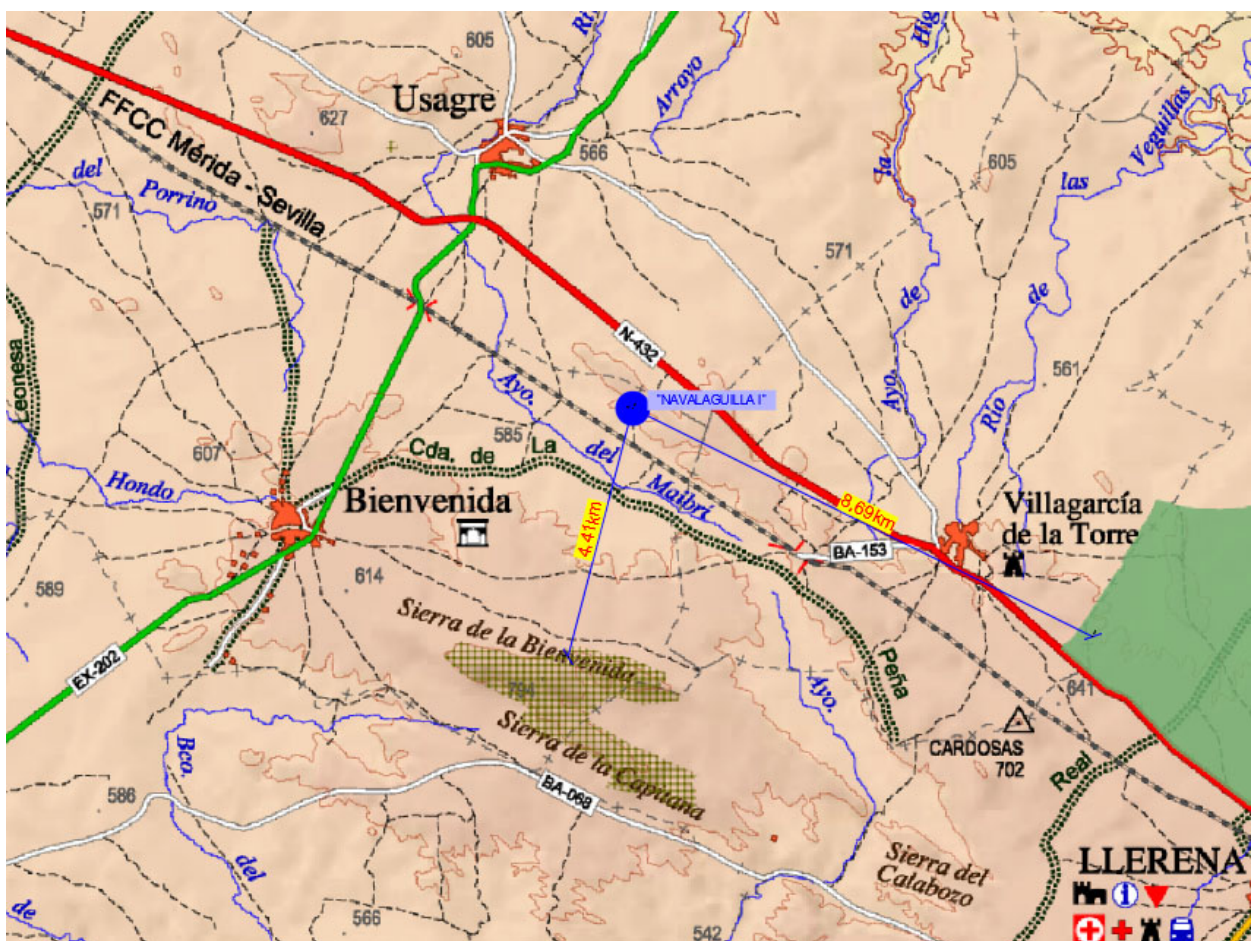 605
Ri
Hig
Usagre
Arroyo
FFCC Mérida - Sevilla
627
566
la
605
las
Veguillas
del
Porrino
571
571
de
de
N-432
561
Leonesa
"NAVALAGUILLA I"
Ayo.
Ayo.
Río
585
Cda. de La
del
607
Hondo
Bienvenida
Maibri
8,69km
Villagarcía
de la Torre
4,41km
BA-153
589
614
Sierra de la Bienvenida
EX-202
Peña
794
Ayo.
641
Sierra de la Capitana
CARDOSAS
702
Real
Bco.
586
BA-068
LLERENA
Sierra del
Calabozo
del
de
566
542